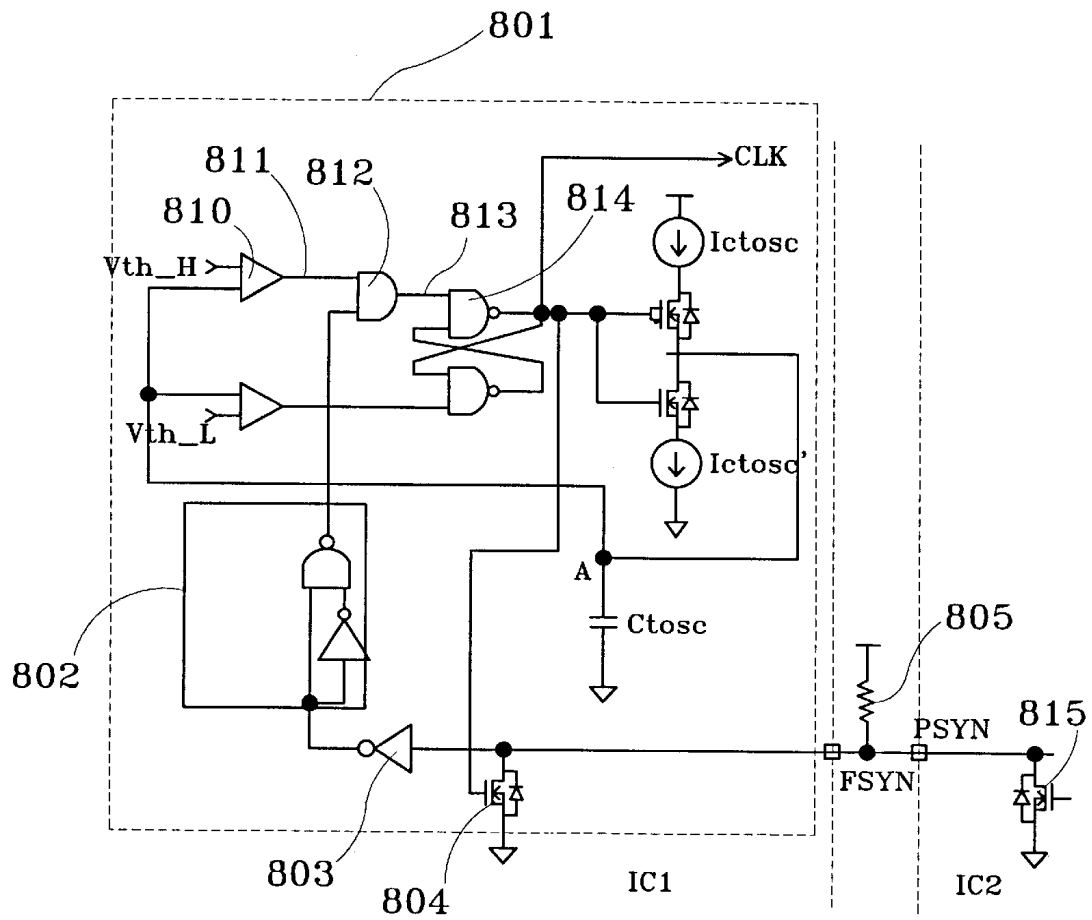 801
811
812
813
814
810
CLK
Ictosc
Vth_H
Vth_L
Ictosc'
A
Ctosc
802
805
PSYN
815
FSYN
803
804
IC1
IC2